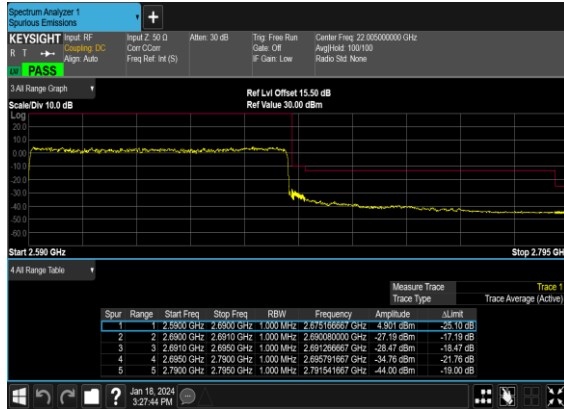 Spectrum Analyzer 1
Spurious Emissions
+
KEYSIGHT Input: RF Input Z: 50 Ω Atten: 30 dB Trig: Free Run Center Freq: 22.005000000 GHz
R T Coupling: DC Corr CCorr Gate: Off Avg|Hold: 100/100
Align: Auto Freq Ref: Int (S) IF Gain: Low Radio Std: None
PASS
3 All Range Graph
Ref Lvl Offset 15.50 dB
Scale/Div 10.0 dB Ref Value 30.00 dBm
Log
20.0
10.0
0.00
-10.0
-20.0
-30.0
-40.0
-50.0
-60.0
Start 2.590 GHz Stop 2.795 GH
4 All Range Table
Measure Trace Trace 1
Trace Type Trace Average (Active)
Spur Range Start Freq Stop Freq RBW Frequency Amplitude ΔLimit
1 1 2.5900 GHz 2.6900 GHz 1.000 MHz 2.675166667 GHz 4.901 dBm -25.10 dB
2 2 2.6900 GHz 2.6910 GHz 1.000 MHz 2.690080000 GHz -27.19 dBm -17.19 dB
3 3 2.6910 GHz 2.6950 GHz 1.000 MHz 2.691266667 GHz -28.47 dBm -18.47 dB
4 4 2.6950 GHz 2.7900 GHz 1.000 MHz 2.695791667 GHz -34.76 dBm -21.76 dB
5 5 2.7900 GHz 2.7950 GHz 1.000 MHz 2.791541667 GHz -44.00 dBm -19.00 dB
? Jan 18, 2024
3:27:44 PM